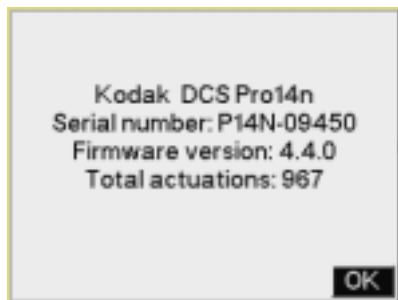 Kodak DCS Pro14n
Serial number: P14N-09450
Firmware version: 4.4.0
Total actuations: 967
OK